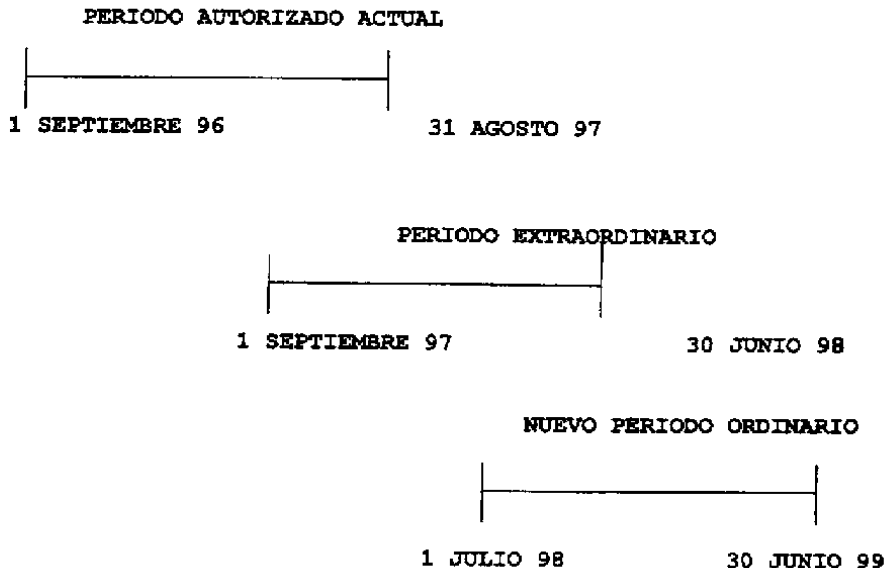 PERIODO AUTORIZADO ACTUAL
1 SEPTIEMBRE 96 31 AGOSTO 97
PERIODO EXTRAORDINARIO
1 SEPTIEMBRE 97 30 JUNIO 98
NUEVO PERIODO ORDINARIO
1 JULIO 98 30 JUNIO 99